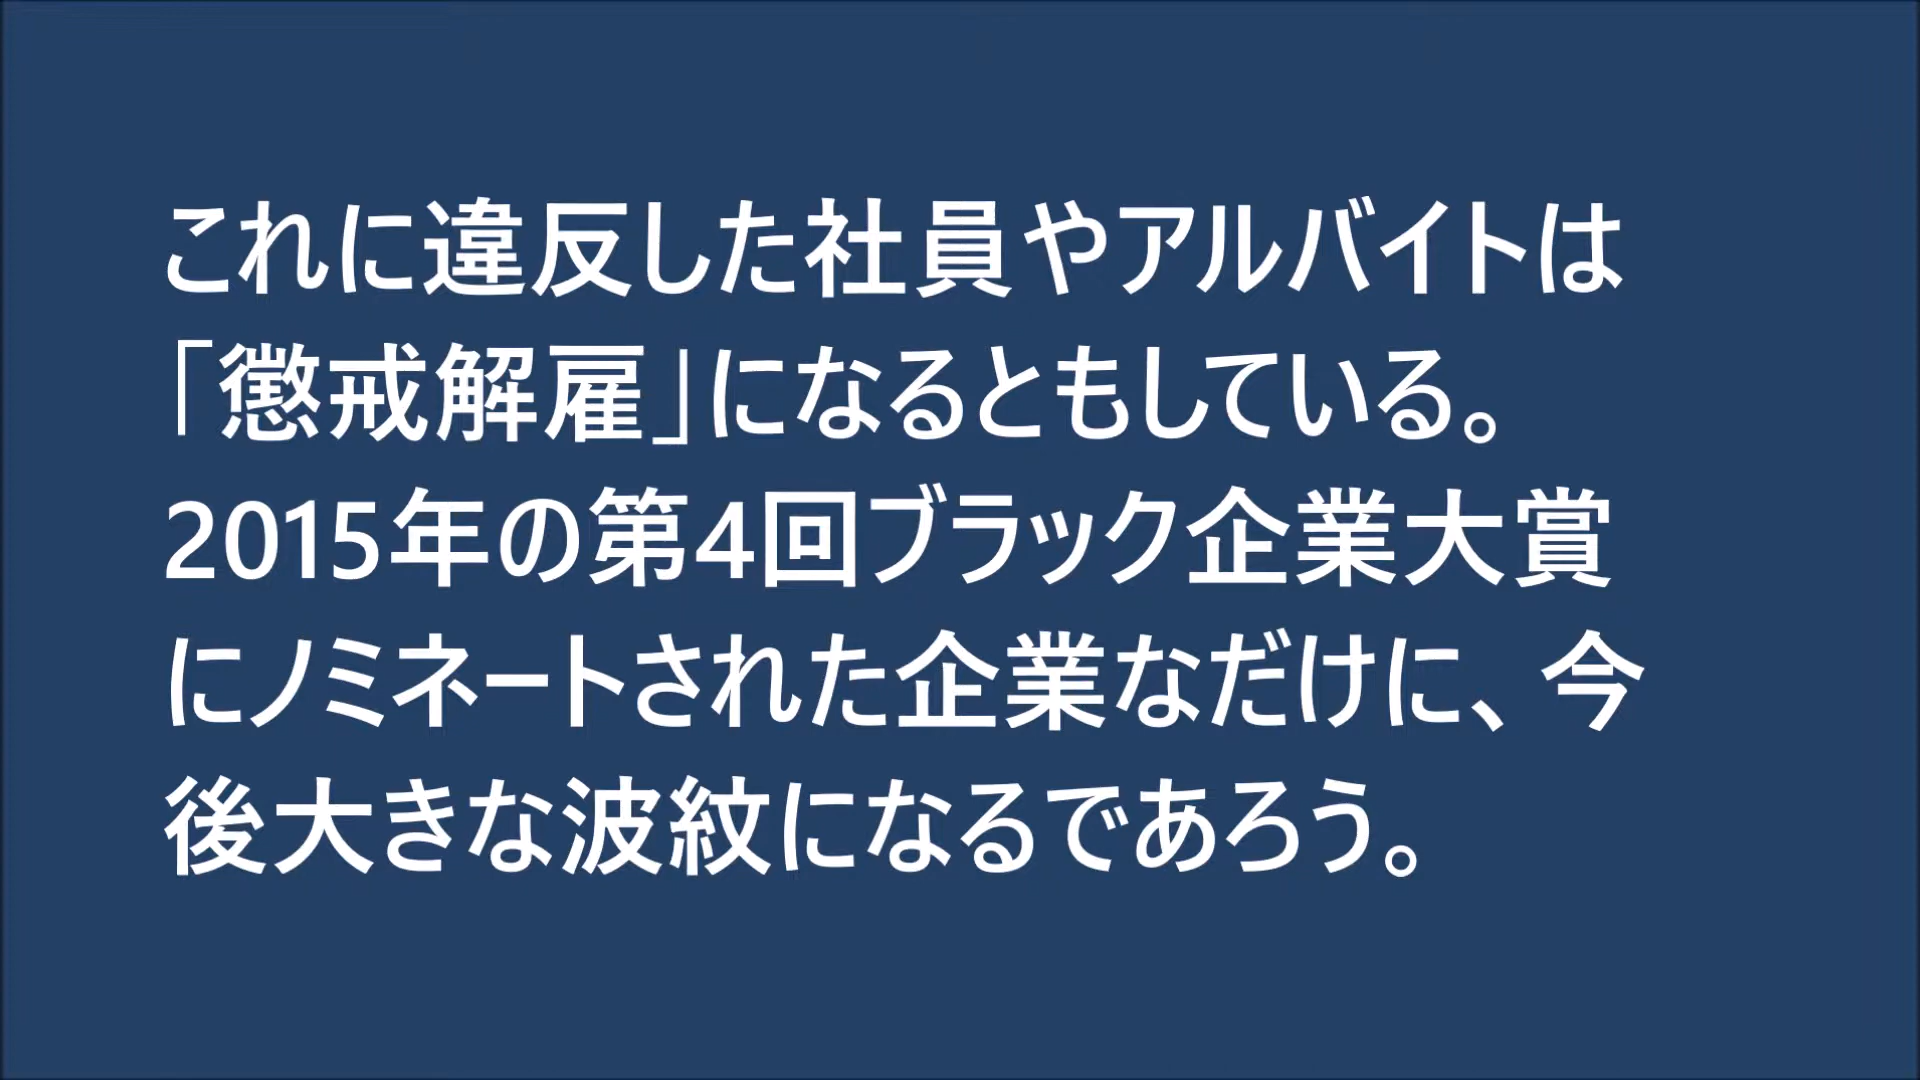 これに違反した社員やアルバイトは
「懲戒解雇」になるともしている。
2015年の第4回ブラック企業大賞
にノミネートされた企業なだけに、今
後大きな波紋になるであろう。